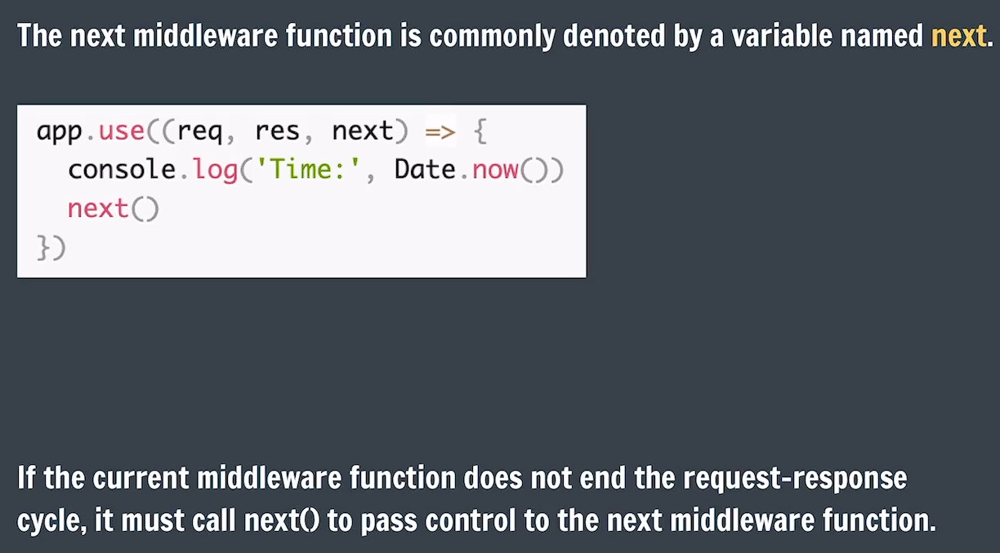 The next middleware function is commonly denoted by a variable named next.
app.use((req, res, next) => {
  console.log('Time:', Date.now())
  next()
})
If the current middleware function does not end the request-response
cycle, it must call next() to pass control to the next middleware function.